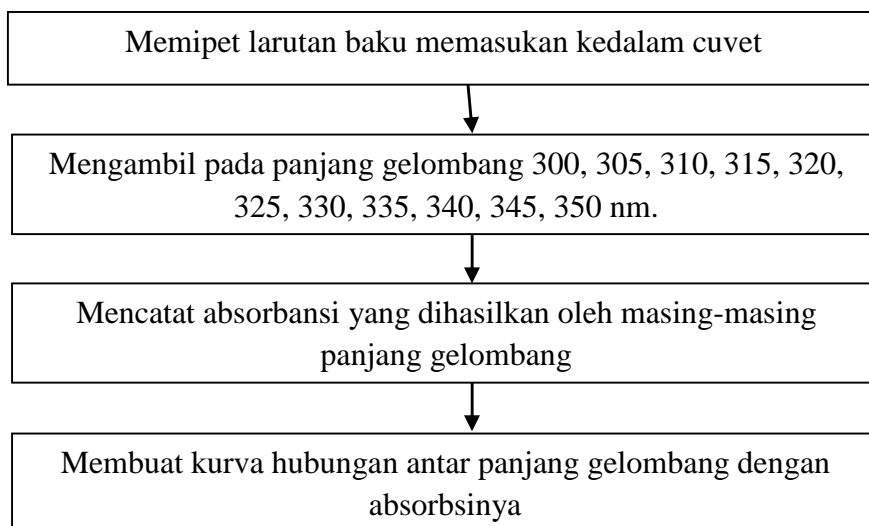 Memipet larutan baku memasukan kedalam cuvet
Mengambil pada panjang gelombang 300, 305, 310, 315, 320,
325, 330, 335, 340, 345, 350 nm.
Mencatat absorbansi yang dihasilkan oleh masing-masing
panjang gelombang
Membuat kurva hubungan antar panjang gelombang dengan
absorbsinya